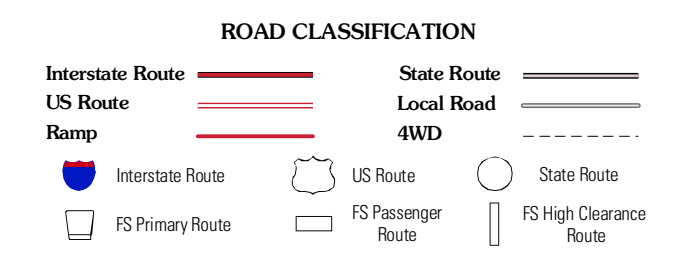 ROAD CLASSIFICATION
Interstate Route
State Route
US Route
Local Road
Ramp
4WD
Interstate Route
US Route
State Route
FS Primary Route
FS Passenger
Route
FS High Clearance
Route